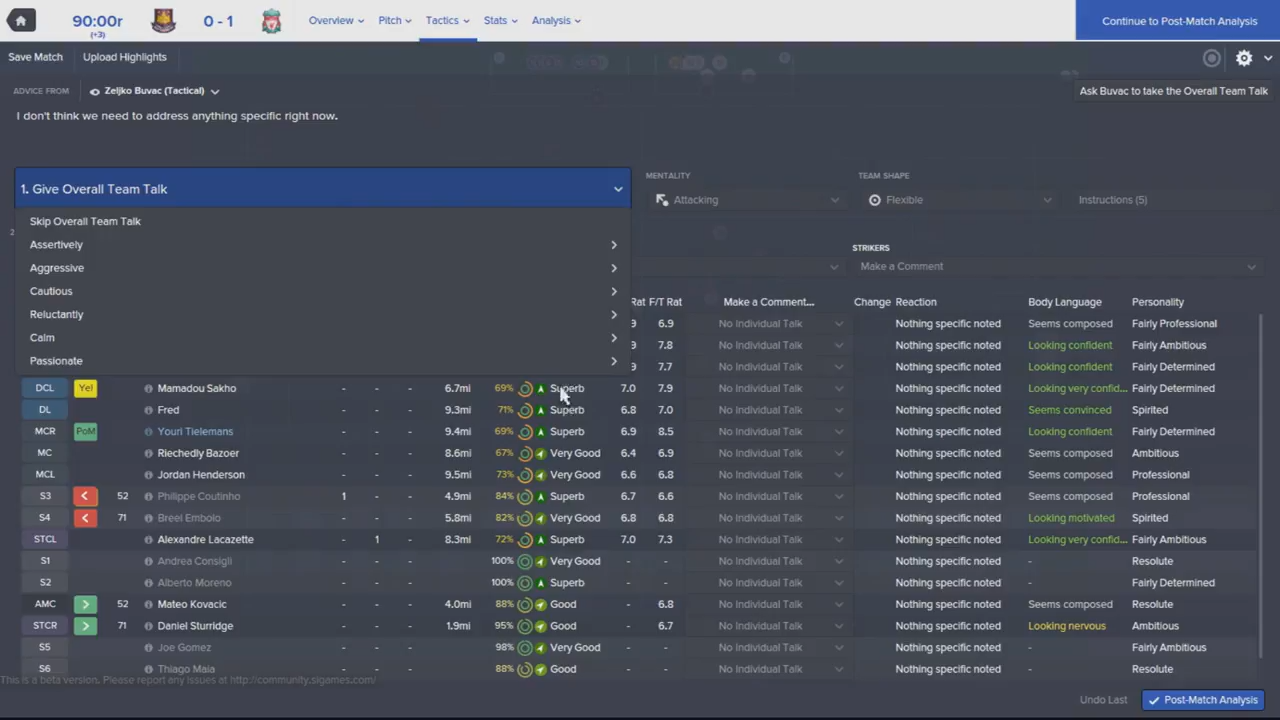 90:00r
(+3)
0 - 1
Overview
Pitch
Tactics
Stats
Analysis
Continue to Post-Match Analysis
Save Match
Upload Highlights
ADVICE FROM
Zeljko Buvac (Tactical)
Ask Buvac to take the Overall Team Talk
I don't think we need to address anything specific right now.
1. Give Overall Team Talk
MENTALITY
TEAM SHAPE
Attacking
Flexible
Instructions (5)
Skip Overall Team Talk
2
Assertively
STRIKERS
Aggressive
Make a Comment
Cautious
Rat F/T Rat Make a Comment... Change Reaction Body Language Personality
Reluctantly
9 6.9 No Individual Talk Nothing specific noted Seems composed Fairly Professional
Calm
9 7.8 No Individual Talk Nothing specific noted Looking confident Fairly Ambitious
Passionate
7.7 No Individual Talk Nothing specific noted Looking confident Fairly Determined
DCL Yel Mamadou Sakho - - - 6.7mi 69% Superb 7.0 7.9 No Individual Talk Nothing specific noted Looking very confid... Fairly Determined
DL Fred - - - 9.3mi 71% Superb 6.8 7.0 No Individual Talk Nothing specific noted Seems convinced Spirited
MCR PoM Youri Tielemans - - - 9.4mi 69% Superb 6.9 8.5 No Individual Talk Nothing specific noted Looking confident Fairly Determined
MC Riechedly Bazoer - - - 8.6mi 67% Very Good 6.4 6.9 No Individual Talk Nothing specific noted Seems composed Ambitious
MCL Jordan Henderson - - - 9.5mi 73% Very Good 6.6 6.8 No Individual Talk Nothing specific noted Seems composed Professional
S3 < 52 Philippe Coutinho 1 - - 4.9mi 84% Superb 6.7 6.6 No Individual Talk Nothing specific noted Seems composed Professional
S4 < 71 Breel Embolo - - - 5.8mi 82% Very Good 6.8 6.8 No Individual Talk Nothing specific noted Looking motivated Spirited
STCL Alexandre Lacazette - 1 - 8.3mi 72% Superb 7.0 7.3 No Individual Talk Nothing specific noted Looking very confid... Fairly Ambitious
S1 Andrea Consigli - - - 100% Very Good - - No Individual Talk Nothing specific noted - Resolute
S2 Alberto Moreno - - - 100% Superb - - No Individual Talk Nothing specific noted - Fairly Determined
AMC > 52 Mateo Kovacic - - - 4.0mi 88% Good - 6.8 No Individual Talk Nothing specific noted Seems composed Resolute
STCR > 71 Daniel Sturridge - - - 1.9mi 95% Good - 6.7 No Individual Talk Nothing specific noted Looking nervous Ambitious
S5 Joe Gomez - - - 98% Very Good - - No Individual Talk Nothing specific noted - Resolute
S6 Thiago Maia - - - 88% Good - - No Individual Talk Nothing specific noted - Resolute
This is a beta version. Please report any issues at http://community.sigames.com/
Undo Last
Post-Match Analysis